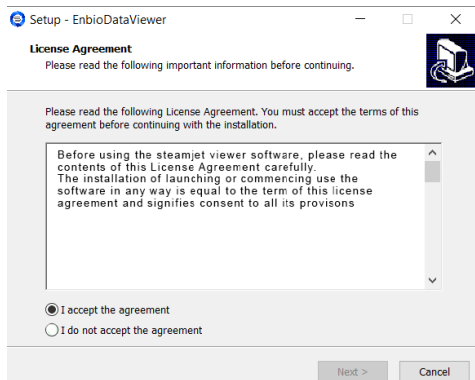 Setup - EnbioDataViewer
License Agreement
Please read the following important information before continuing.
Please read the following License Agreement. You must accept the terms of this
agreement before continuing with the installation.
Before using the steamjet viewer software, please read the
contents of this License Agreement carefully.
The installation of launching or commencing use the
software in any way is equal to the term of this license
agreement and signifies consent to all its provisons
I accept the agreement
I do not accept the agreement
Next >
Cancel